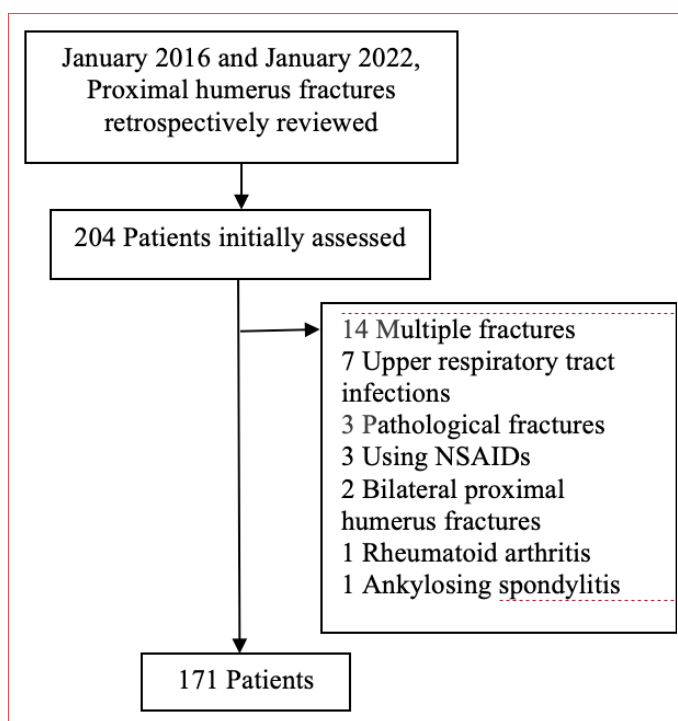 January 2016 and January 2022,
Proximal humerus fractures
retrospectively reviewed
204 Patients initially assessed
14 Multiple fractures
7 Upper respiratory tract
infections
3 Pathological fractures
3 Using NSAIDs
2 Bilateral proximal
humerus fractures
1 Rheumatoid arthritis
1 Ankylosing spondylitis
171 Patients